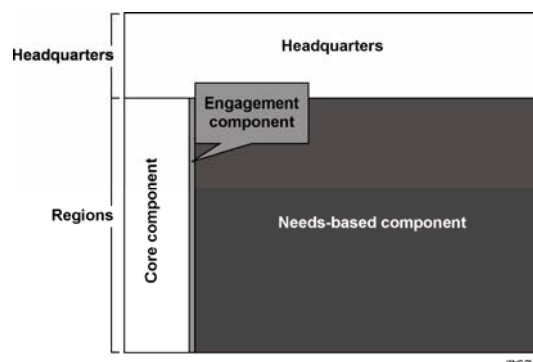 Headquarters
Headquarters
Engagement
component
Regions
Core component
Needs-based component